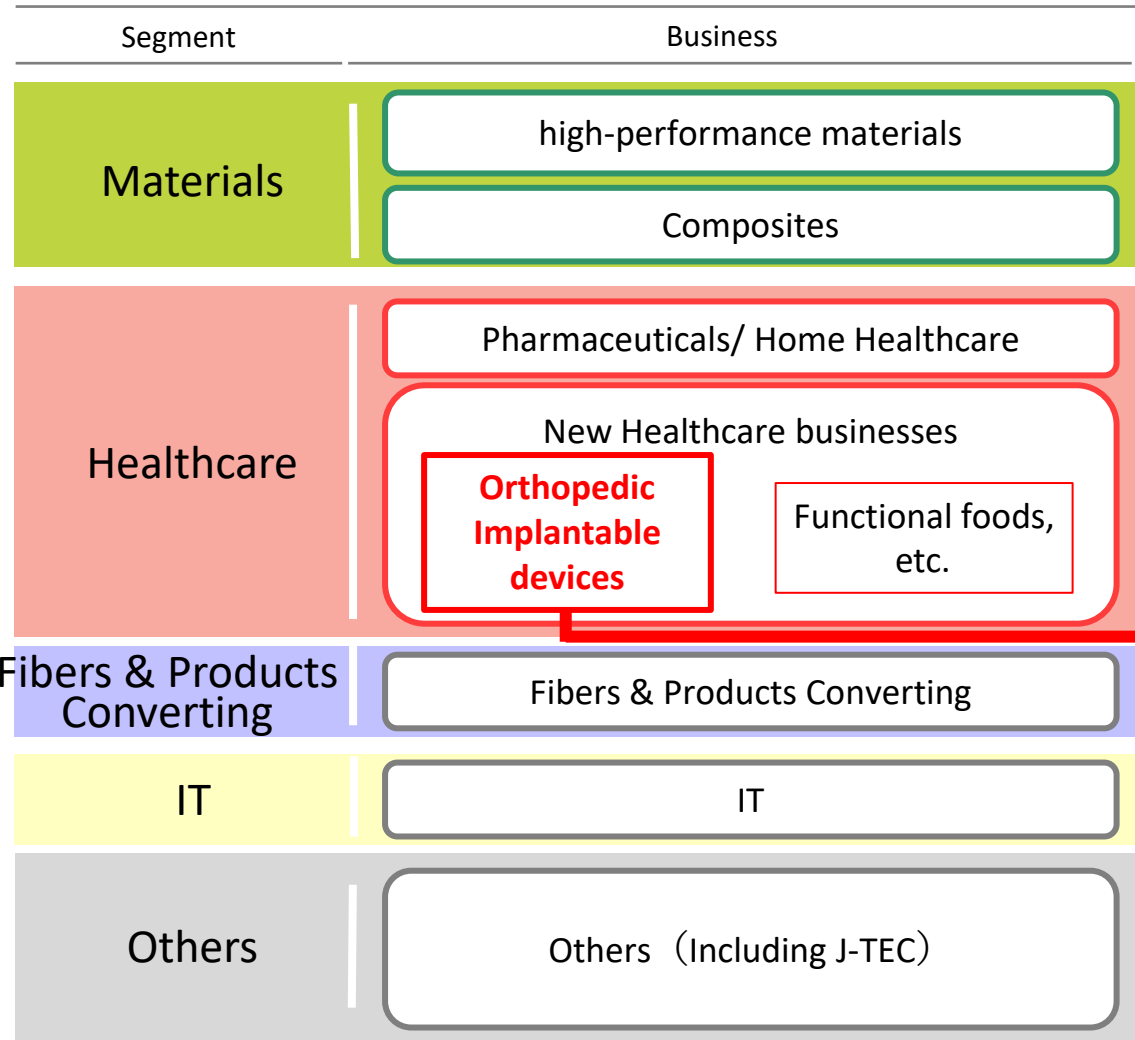 Segment
Business
Materials
high-performance materials
Composites
Healthcare
Pharmaceuticals/ Home Healthcare
New Healthcare businesses
Orthopedic
Implantable
devices
Functional foods,
etc.
Fibers & Products
Converting
Fibers & Products Converting
IT
IT
Others
Others（Including J-TEC）